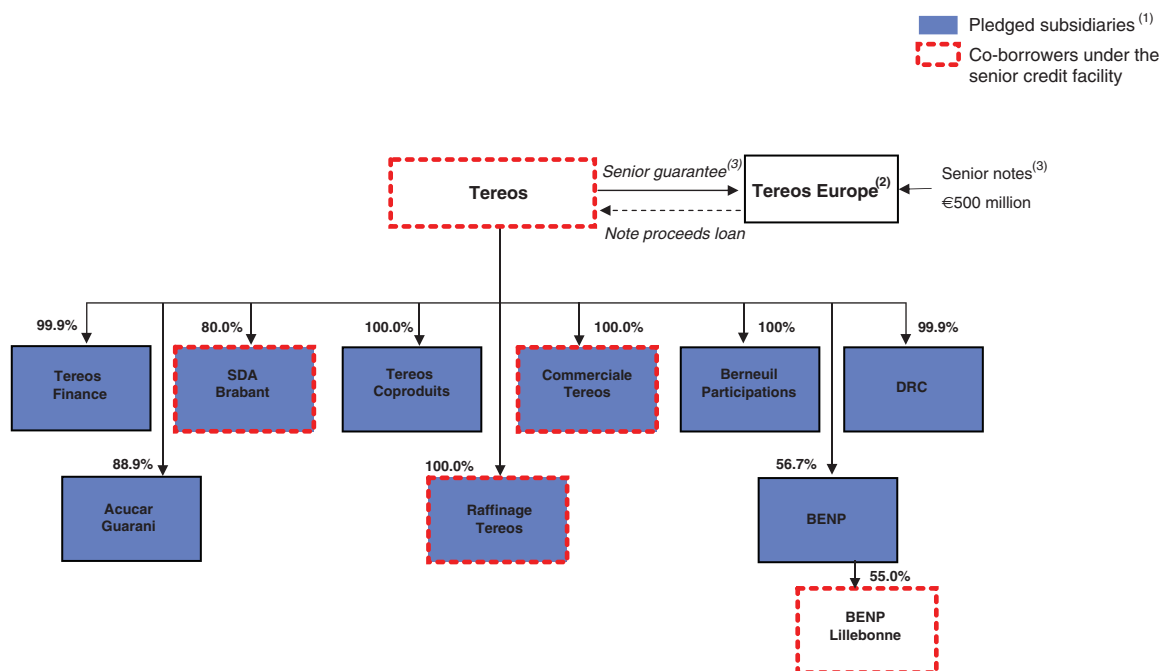 Pledged subsidiaries (1)
Co-borrowers under the
senior credit facility
Senior guarantee(3)
Tereos
Tereos Europe(2)
Senior notes(3)
€500 million
Note proceeds loan
99.9%
80.0%
100.0%
100.0%
100%
99.9%
Tereos
Finance
SDA
Brabant
Tereos
Coproduits
Commerciale
Tereos
Berneuil
Participations
DRC
88.9%
100.0%
56.7%
Acucar
Guarani
Raffinage
Tereos
BENP
55.0%
BENP
Lillebonne